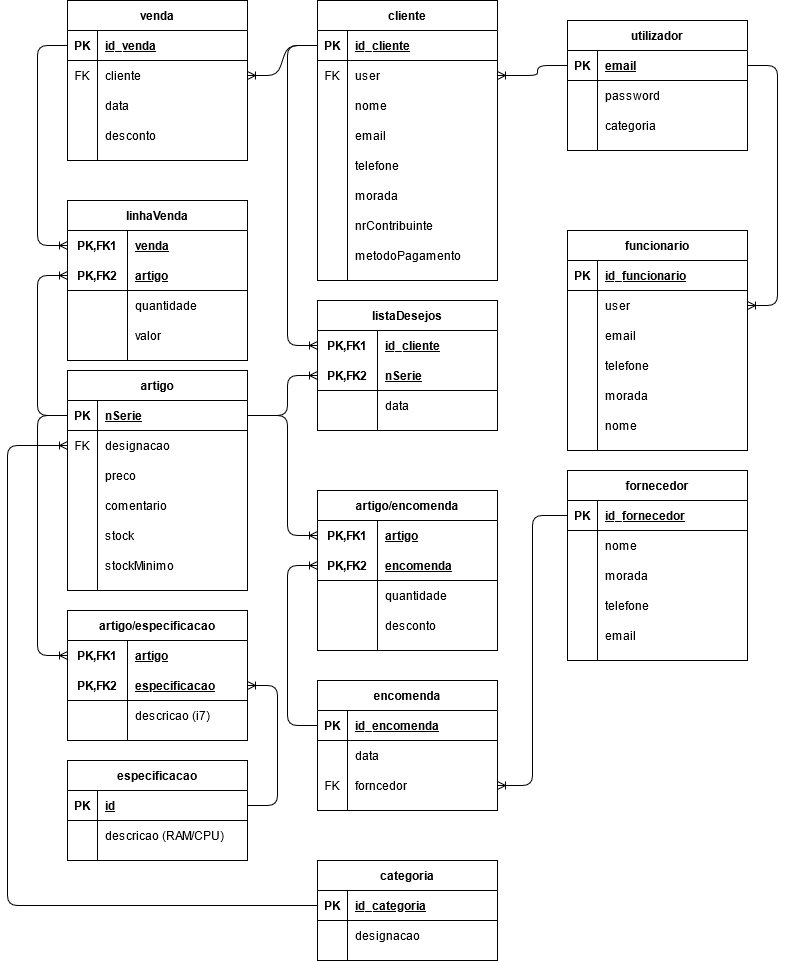 venda
PK id_venda
FK cliente
data
desconto
cliente
PK id_cliente
FK user
nome
email
telefone
morada
nrContribuinte
metodoPagamento
utilizador
PK email
password
categoria
linhaVenda
PK,FK1 venda
PK,FK2 artigo
quantidade
valor
funcionario
PK id_funcionario
user
email
telefone
morada
nome
listaDesejos
PK,FK1 id_cliente
PK,FK2 nSerie
data
artigo
PK nSerie
FK designacao
preco
comentario
stock
stockMinimo
artigo/encomenda
PK,FK1 artigo
PK,FK2 encomenda
quantidade
desconto
fornecedor
PK id_fornecedor
nome
morada
telefone
email
artigo/especificacao
PK,FK1 artigo
PK,FK2 especificacao
descricao (i7)
encomenda
PK id_encomenda
data
FK forncedor
especificacao
PK id
descricao (RAM/CPU)
categoria
PK id_categoria
designacao